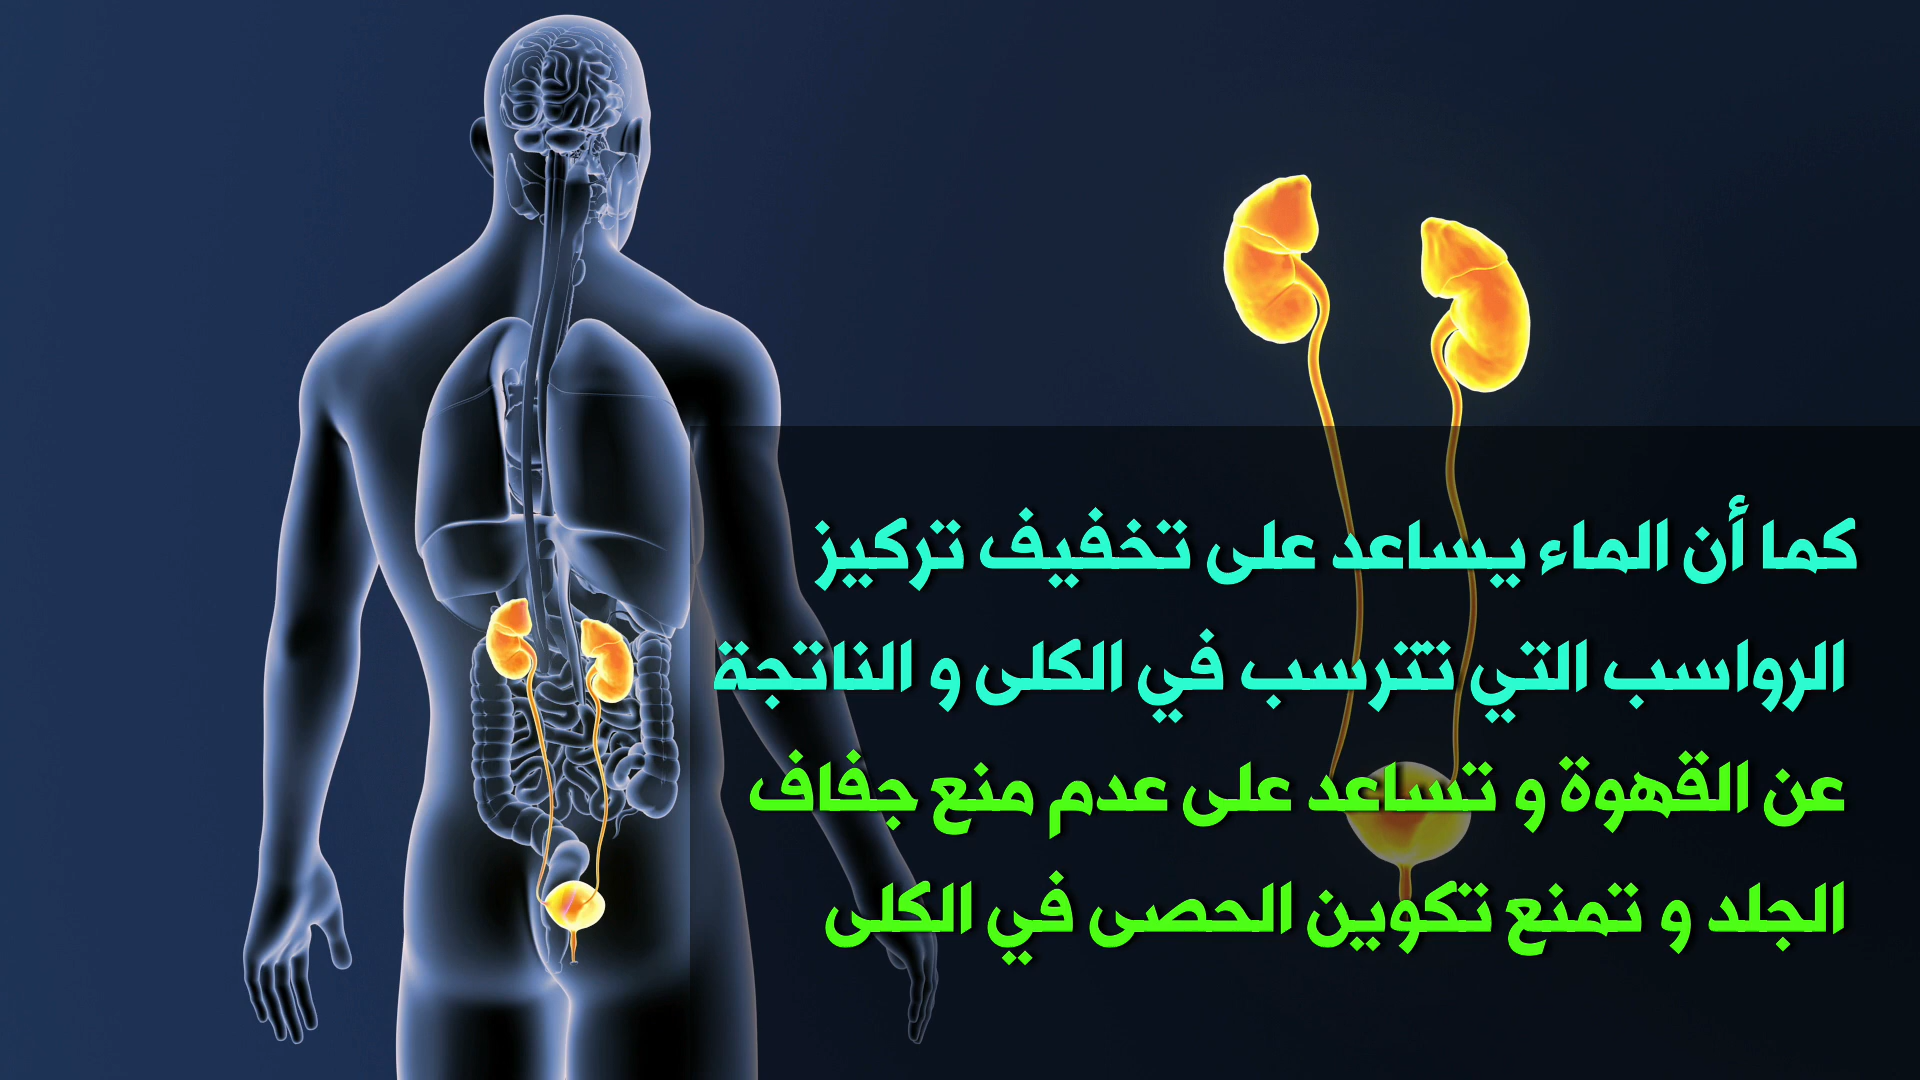 كما أن الماء يساعد على تخفيف تركيز
الرواسب التي تترسب في الكلى و الناتجة
عن القهوة و تساعد على عدم منع جفاف
الجلد و تمنع تكوين الحصى في الكلى